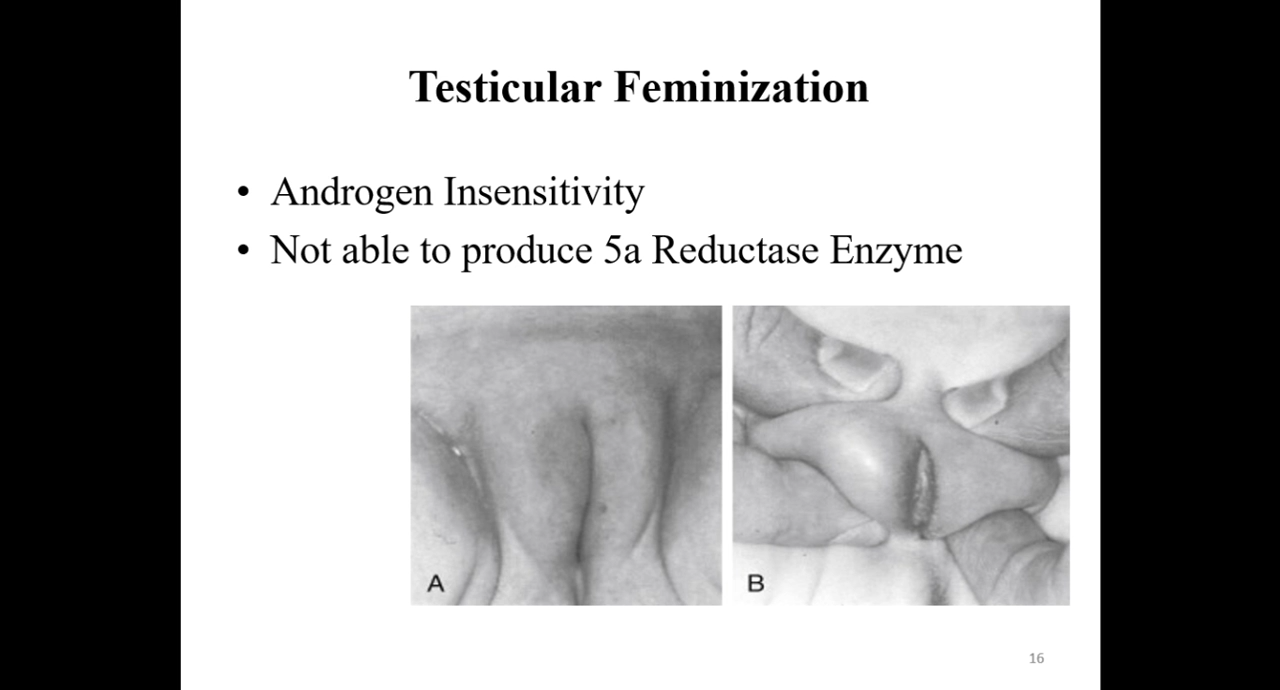 Testicular Feminization
• Androgen Insensitivity
• Not able to produce 5a Reductase Enzyme
A
B
16